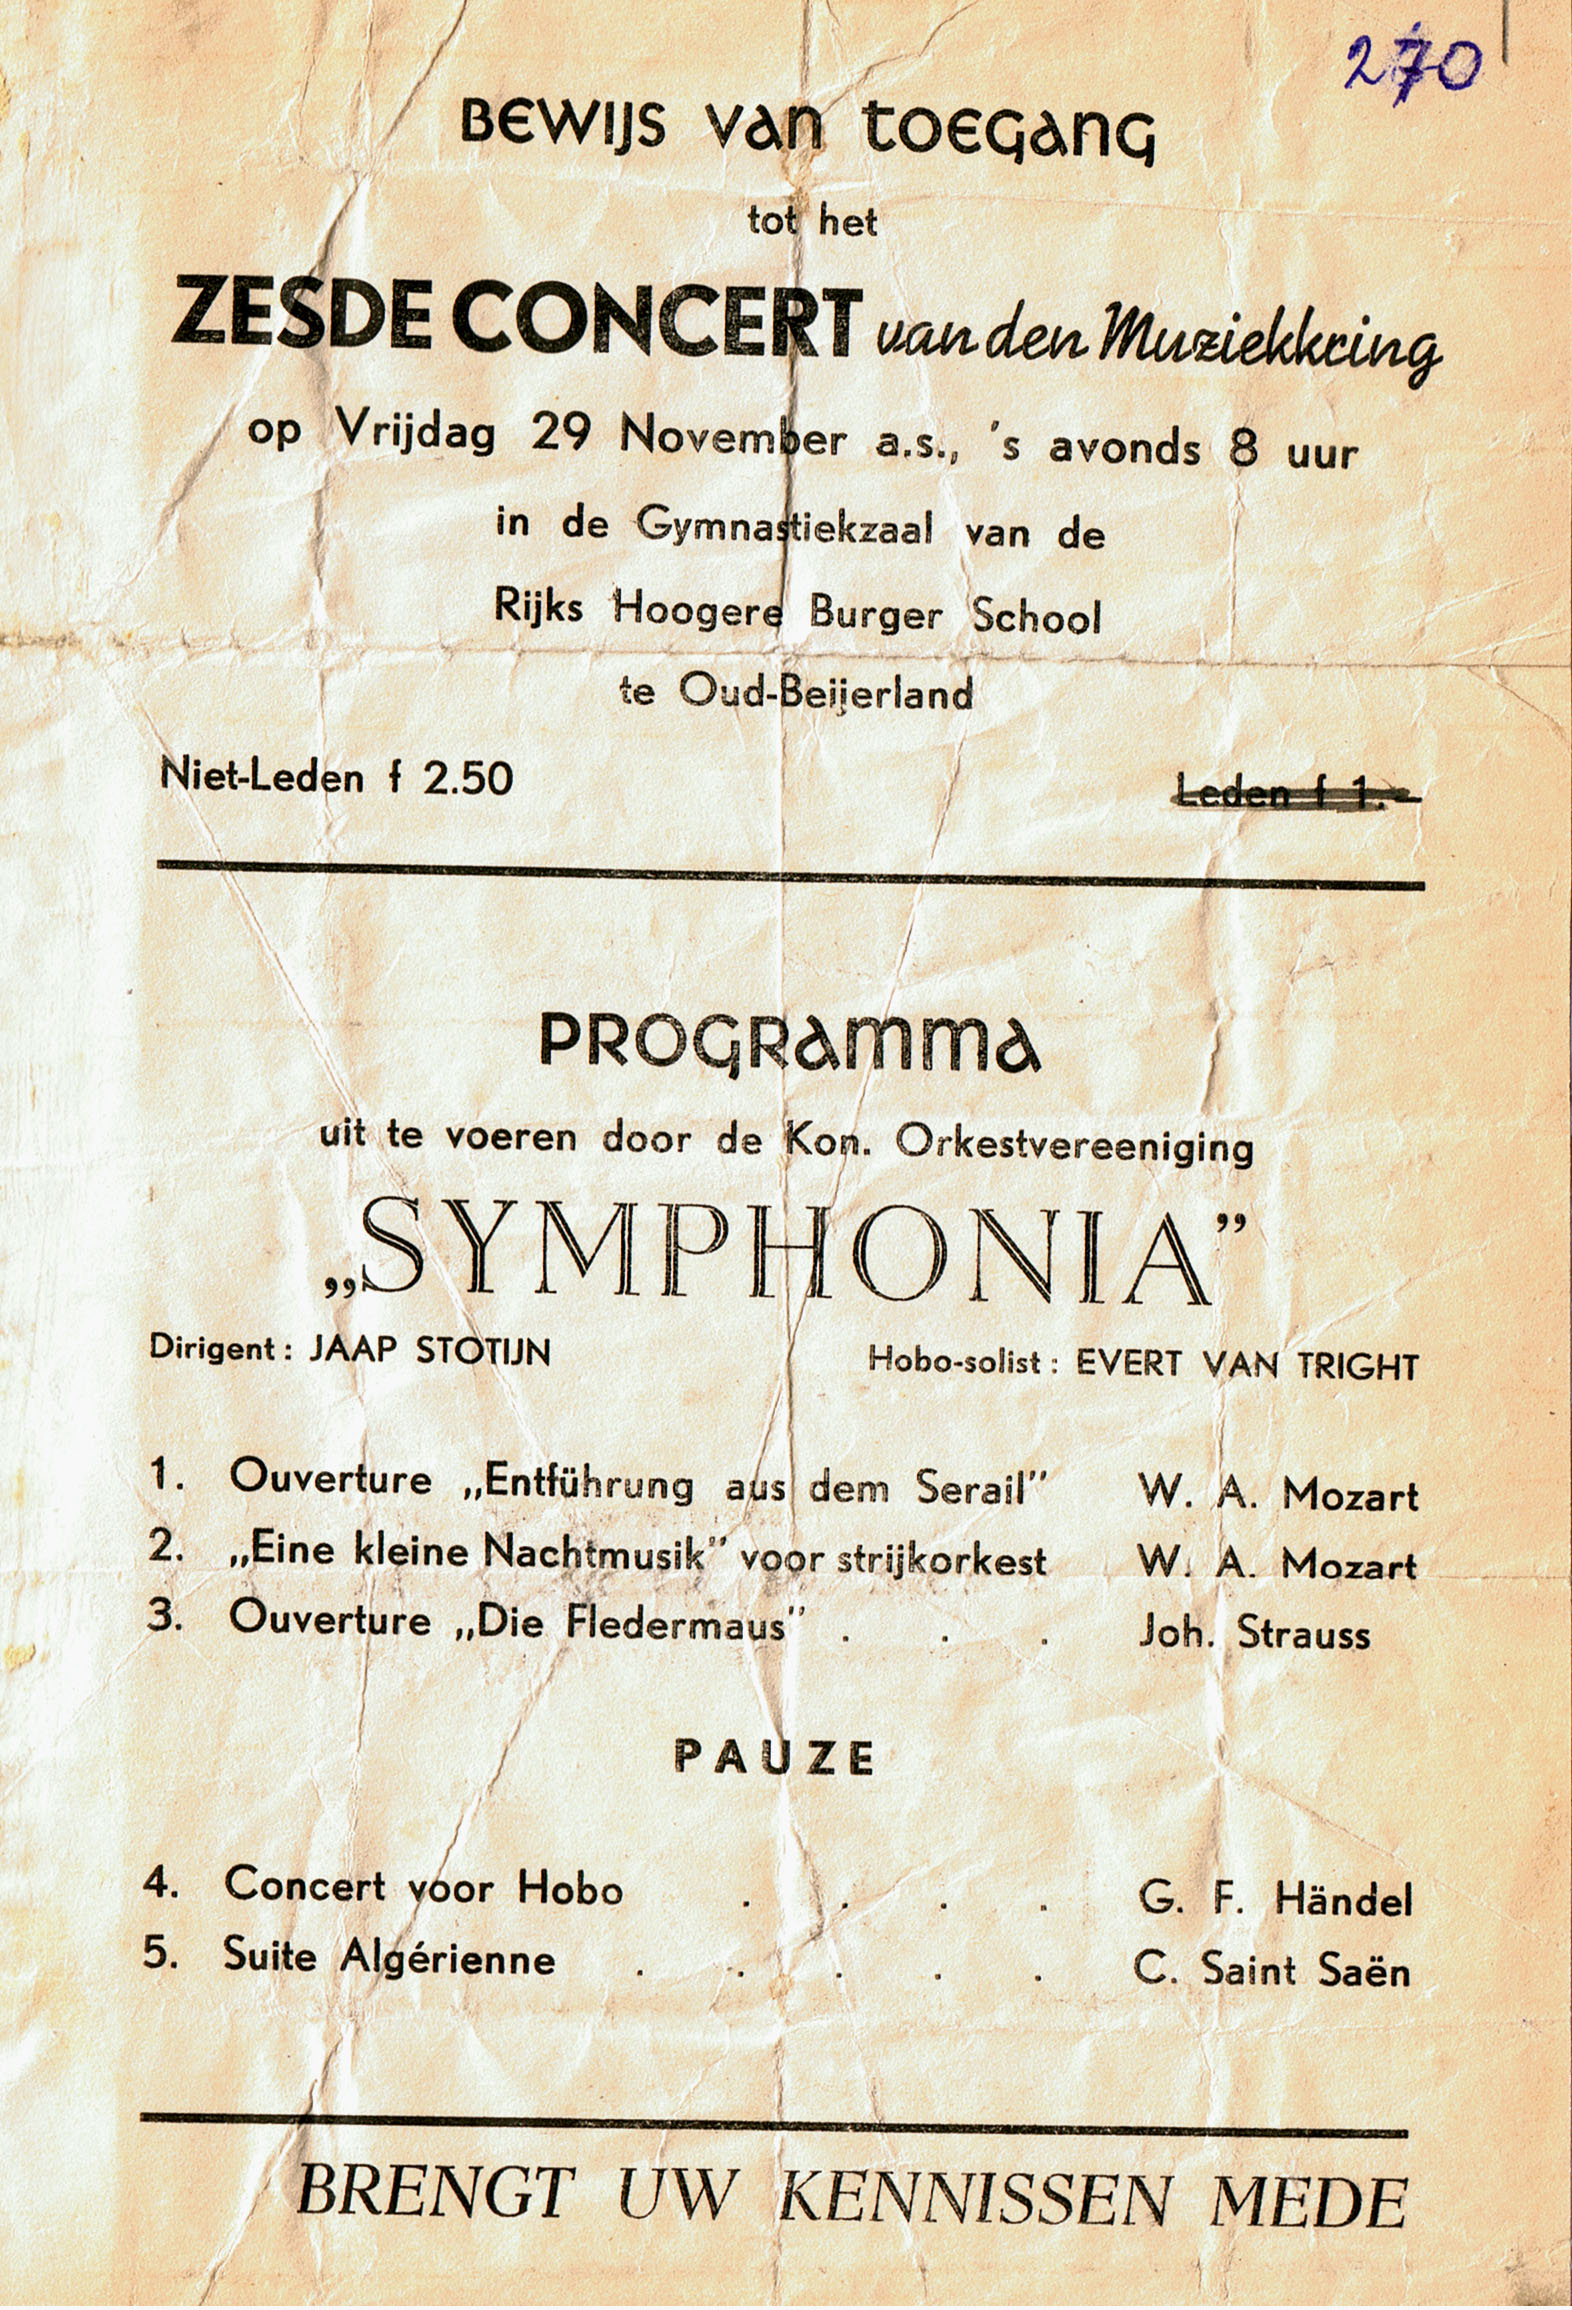 270
BEWIJS van TOEGANG
tot het
ZESDE CONCERT van den Muziekkring
op Vrijdag 29 November a.s., 's avonds 8 uur
in de Gymnastiekzaal van de
Rijks Hoogere Burger School
te Oud-Beijerland
Niet-Leden f 2.50 Leden f 1.-
PROGRAMMA
uit te voeren door de Kon. Orkestvereeniging
„SYMPHONIA”
Dirigent: JAAP STOTIJN Hobo-solist: EVERT VAN TRIGHT
1. Ouverture „Entführung aus dem Serail” W. A. Mozart
2. „Eine kleine Nachtmusik” voor strijkorkest W. A. Mozart
3. Ouverture „Die Fledermaus” . . . Joh. Strauss
PAUZE
4. Concert voor Hobo . . . . G. F. Händel
5. Suite Algérienne . . . . . C. Saint Saën
BRENGT UW KENNISSEN MEDE